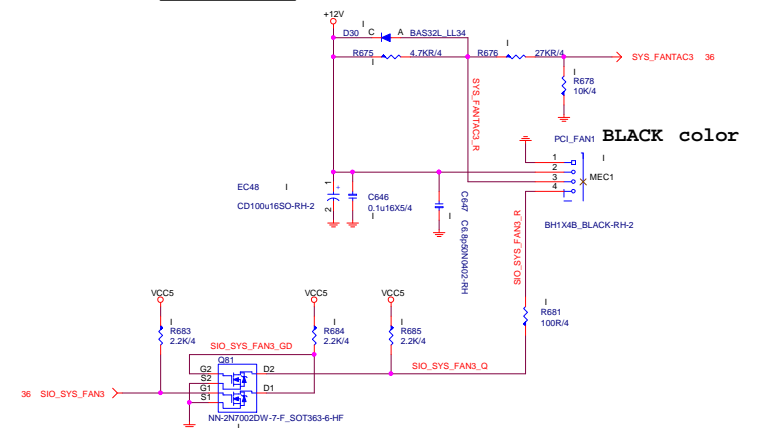 +12V
I
D30 C A BAS32L_LL34
R675 4.7KR/4 R676 I 27KR/4 SYS_FANTAC3 36
I
I
R678
10K/4
SYS_FANTAC3_R
PCI_FAN1 BLACK color
1
2
3
4
I
MEC1
I
BH1X4B_BLACK-RH-2
EC48 I
CD100u16SO-RH-2
1
+
2
C646
0.1u16X5/4
I
C647 C6.8p50N0402-RH
I
SIO_SYS_FAN3_R
I
R681
100R/4
VCC5 VCC5 VCC5
I
R683
2.2K/4
I
R684
2.2K/4
I
R685
2.2K/4
SIO_SYS_FAN3_GD
Q81
G2 D2 SIO_SYS_FAN3_Q
S2
36 SIO_SYS_FAN3 G1 D1
S1
NN-2N7002DW-7-F_SOT363-6-HF
I